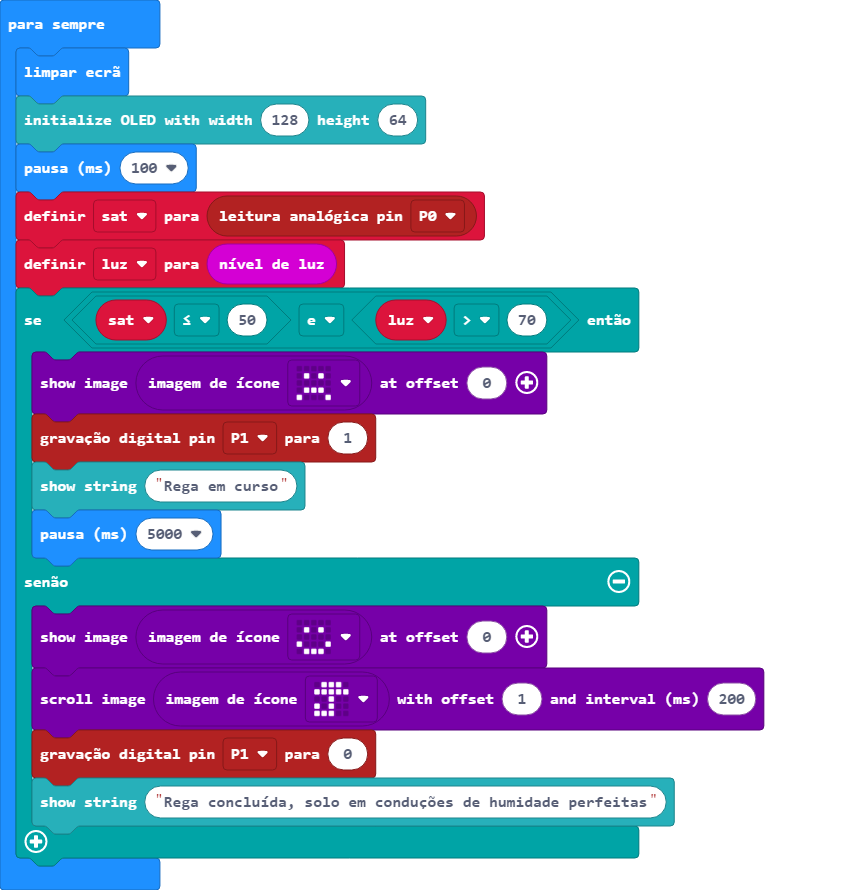 para sempre
limpar ecrã
initialize OLED with width 128 height 64
pausa (ms) 100
definir sat para leitura analógica pin P0
definir luz para nível de luz
se sat ≤ 50 e luz > 70 então
show image imagem de ícone at offset 0
gravação digital pin P1 para 1
show string "Rega em curso"
pausa (ms) 5000
senão
show image imagem de ícone at offset 0
scroll image imagem de ícone with offset 1 and interval (ms) 200
gravação digital pin P1 para 0
show string "Rega concluída, solo em conduções de humidade perfeitas"